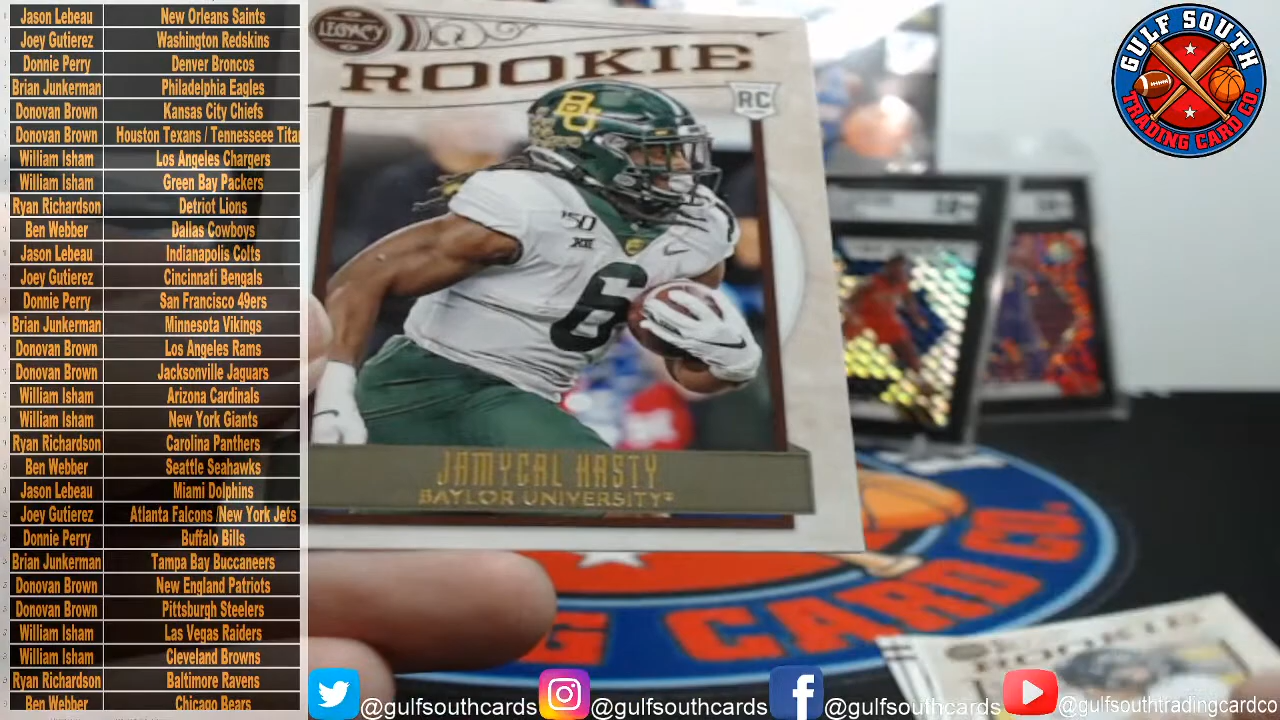 Jason Lebeau New Orleans Saints
Joey Gutierez Washington Redskins
Donnie Perry Denver Broncos
Brian Junkerman Philadelphia Eagles
Donovan Brown Kansas City Chiefs
Donovan Brown Houston Texans / Tennesseee Tita
William Isham Los Angeles Chargers
William Isham Green Bay Packers
Ryan Richardson Detriot Lions
Ben Webber Dallas Cowboys
Jason Lebeau Indianapolis Colts
Joey Gutierez Cincinnati Bengals
Donnie Perry San Francisco 49ers
Brian Junkerman Minnesota Vikings
Donovan Brown Los Angeles Rams
Donovan Brown Jacksonville Jaguars
William Isham Arizona Cardinals
William Isham New York Giants
Ryan Richardson Carolina Panthers
Ben Webber Seattle Seahawks
Jason Lebeau Miami Dolphins
Joey Gutierez Atlanta Falcons /New York Jets
Donnie Perry Buffalo Bills
Brian Junkerman Tampa Bay Buccaneers
Donovan Brown New England Patriots
Donovan Brown Pittsburgh Steelers
William Isham Las Vegas Raiders
William Isham Cleveland Browns
Ryan Richardson Baltimore Ravens
Ben Webber Chicago Bears
LEGACY
ROOKIE
RC
BU
150
XII
6
JAMYCAL HASTY
BAYLOR UNIVERSITY
GULF SOUTH
TRADING CARD CO.
G CARD CO.
ROOKIE
@gulfsouthcards
@gulfsouthcards
@gulfsouthcards
@gulfsouthtradingcardco